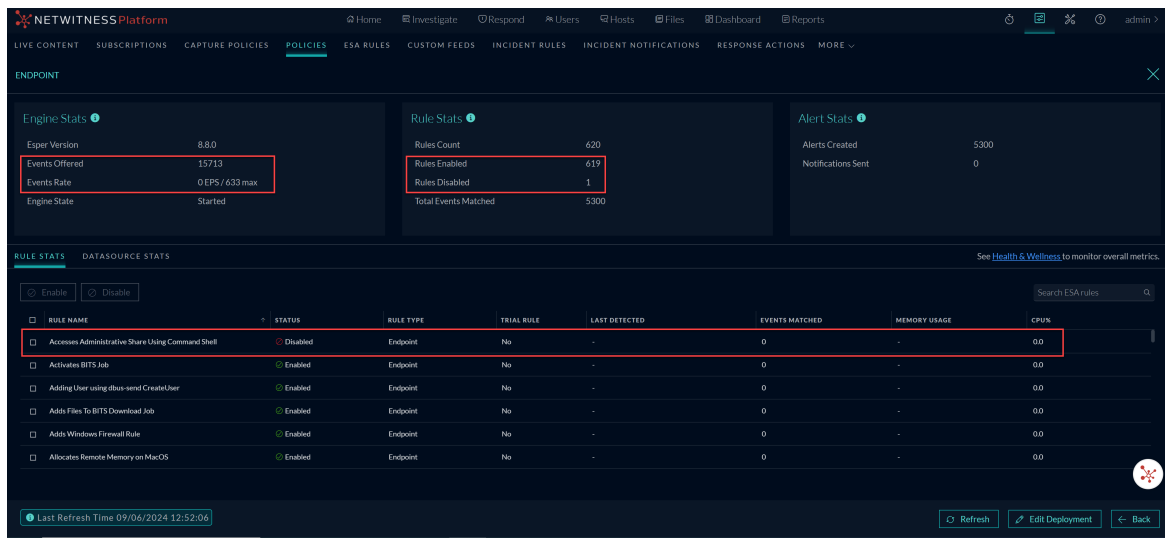 NETWITNESS Platform Home Investigate Respond Users Hosts Files Dashboard Reports admin >
LIVE CONTENT SUBSCRIPTIONS CAPTURE POLICIES POLICIES ESA RULES CUSTOM FEEDS INCIDENT RULES INCIDENT NOTIFICATIONS RESPONSE ACTIONS MORE
ENDPOINT
Engine Stats Rule Stats Alert Stats
Esper Version 8.8.0 Rules Count 620 Alerts Created 5300
Events Offered 15713 Rules Enabled 619 Notifications Sent 0
Events Rate 0 EPS / 633 max Rules Disabled 1
Engine State Started Total Events Matched 5300
RULE STATS DATASOURCE STATS See Health & Wellness to monitor overall metrics.
Enable Disable Search ESA rules
RULE NAME STATUS RULE TYPE TRIAL RULE LAST DETECTED EVENTS MATCHED MEMORY USAGE CPU%
Accesses Administrative Share Using Command Shell Disabled Endpoint No - 0 - 0.0
Activates BITS Job Enabled Endpoint No - 0 - 0.0
Adding User using dbus-send CreateUser Enabled Endpoint No - 0 - 0.0
Adds Files To BITS Download Job Enabled Endpoint No - 0 - 0.0
Adds Windows Firewall Rule Enabled Endpoint No - 0 - 0.0
Allocates Remote Memory on MacOS Enabled Endpoint No - 0 - 0.0
Last Refresh Time 09/06/2024 12:52:06 Refresh Edit Deployment Back